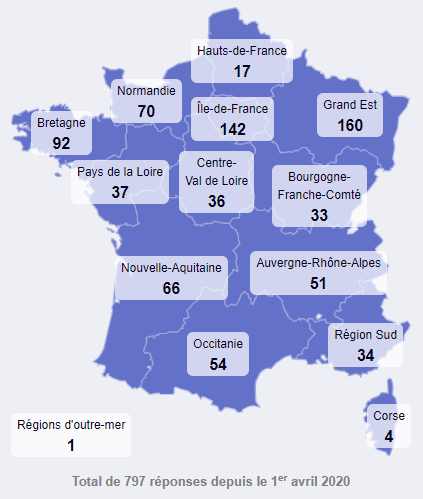 Hauts-de-France
17
Normandie
70
Île-de-France
142
Grand Est
160
Bretagne
92
Pays de la Loire
37
Centre-
Val de Loire
36
Bourgogne-
Franche-Comté
33
Nouvelle-Aquitaine
66
Auvergne-Rhône-Alpes
51
Occitanie
54
Région Sud
34
Corse
4
Régions d'outre-mer
1
Total de 797 réponses depuis le 1er avril 2020